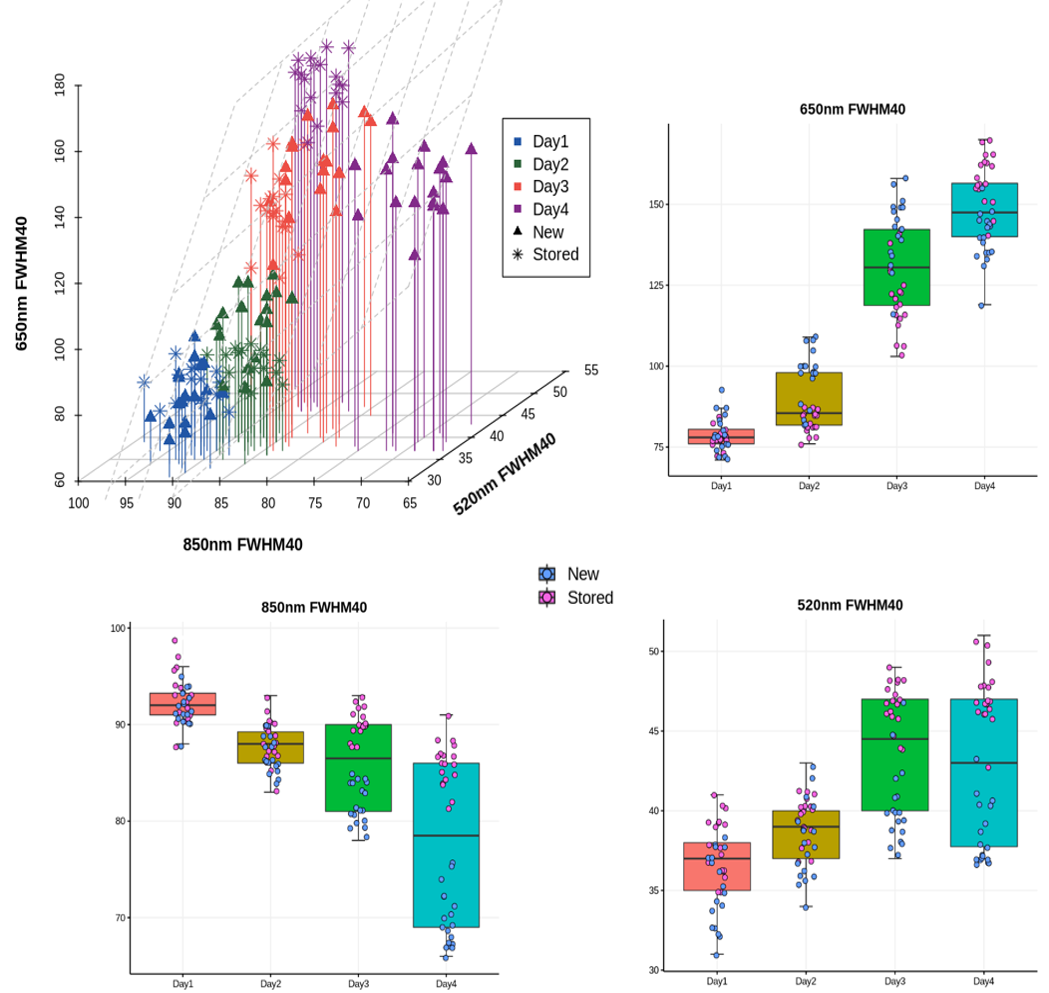 180
160
140
120
100
80
60
650nm FWHM40
100
95
90
85
80
75
70
65
850nm FWHM40
30
35
40
45
50
55
520nm FWHM40
Day1
Day2
Day3
Day4
New
Stored
650nm FWHM40
150
125
100
75
Day1
Day2
Day3
Day4
New
Stored
850nm FWHM40
100
90
80
70
Day1
Day2
Day3
Day4
520nm FWHM40
50
45
40
35
30
Day1
Day2
Day3
Day4